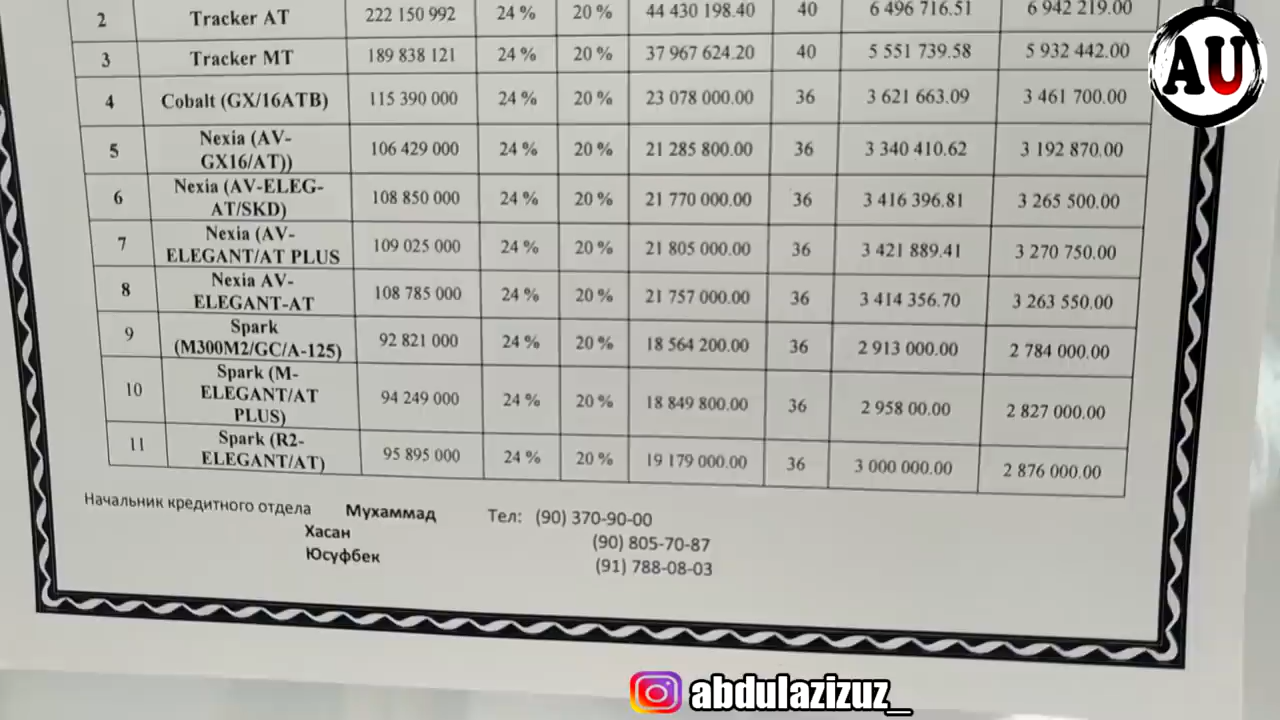 2 Tracker AT 222 150 992 24 % 20 % 44 430 198.40 40 6 496 716.51 6 942 219.00
3 Tracker MT 189 838 121 24 % 20 % 37 967 624.20 40 5 551 739.58 5 932 442.00
4 Cobalt (GX/16ATB) 115 390 000 24 % 20 % 23 078 000.00 36 3 621 663.09 3 461 700.00
5 Nexia (AV-
GX16/AT)) 106 429 000 24 % 20 % 21 285 800.00 36 3 340 410.62 3 192 870.00
6 Nexia (AV-ELEG-
AT/SKD) 108 850 000 24 % 20 % 21 770 000.00 36 3 416 396.81 3 265 500.00
7 Nexia (AV-
ELEGANT/AT PLUS 109 025 000 24 % 20 % 21 805 000.00 36 3 421 889.41 3 270 750.00
8 Nexia AV-
ELEGANT-AT 108 785 000 24 % 20 % 21 757 000.00 36 3 414 356.70 3 263 550.00
9 Spark
(M300M2/GC/A-125) 92 821 000 24 % 20 % 18 564 200.00 36 2 913 000.00 2 784 000.00
10 Spark (M-
ELEGANT/AT
PLUS) 94 249 000 24 % 20 % 18 849 800.00 36 2 958 00.00 2 827 000.00
11 Spark (R2-
ELEGANT/AT) 95 895 000 24 % 20 % 19 179 000.00 36 3 000 000.00 2 876 000.00
Начальник кредитного отдела Мухаммад Тел: (90) 370-90-00
Хасан (90) 805-70-87
Юсуфбек (91) 788-08-03
AU
abdulazizuz_